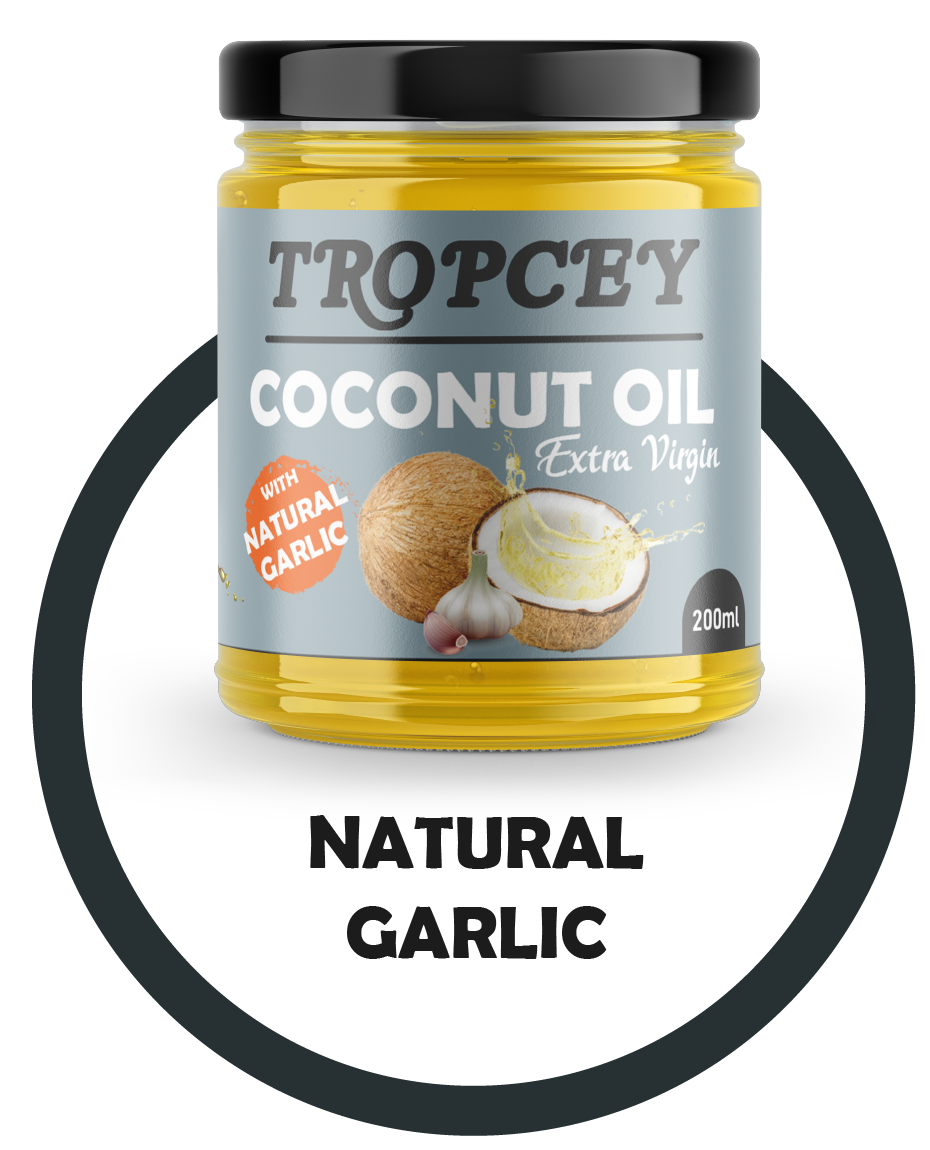 TROPCEY
COCONUT OIL
Extra Virgin
WITH
NATURAL
GARLIC
200ml
NATURAL
GARLIC